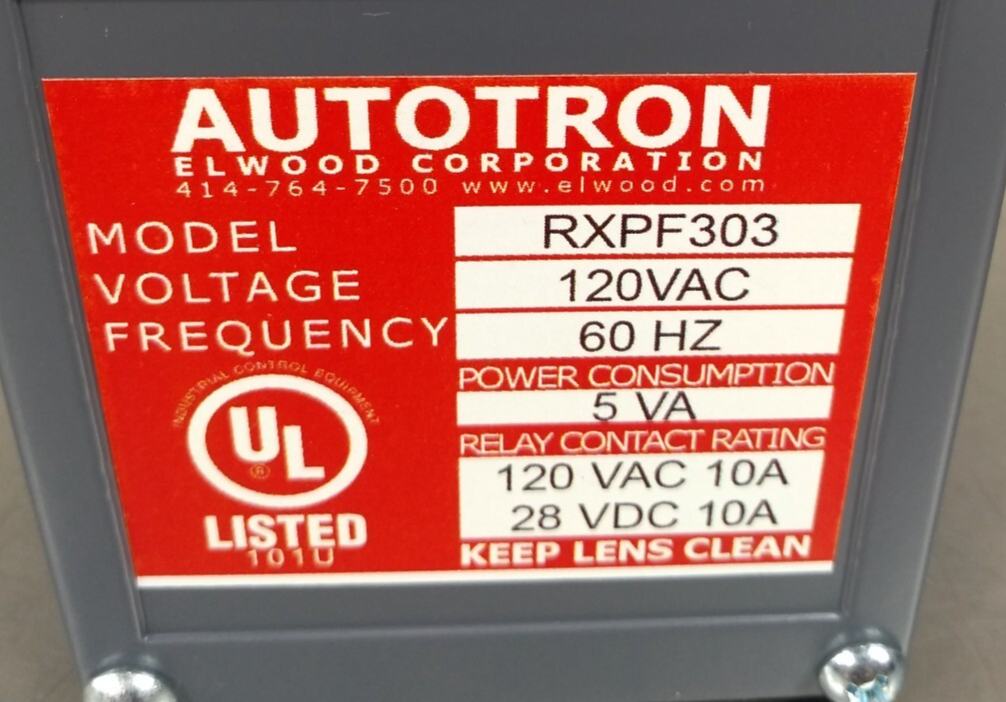 AUTOTRON
ELWOOD CORPORATION
414-764-7500 www.elwood.com
MODEL RXPF303
VOLTAGE 120VAC
FREQUENCY 60 HZ
POWER CONSUMPTION
5 VA
RELAY CONTACT RATING
120 VAC 10A
28 VDC 10A
KEEP LENS CLEAN
INDUSTRIAL CONTROL EQUIPMENT
UL
®
LISTED
101U